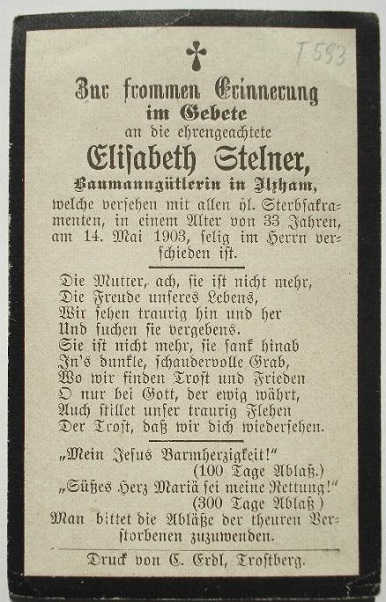 T 593
Zur frommen Erinnerung
im Gebete
an die ehrengeachtete
Elisabeth Stelner,
Baumanngütlerin in Ilzham,
welche versehen mit allen hl. Sterbsakra-
menten, in einem Alter von 33 Jahren,
am 14. Mai 1903, selig im Herrn ver-
schieden ist.
Die Mutter, ach, sie ist nicht mehr,
Die Freude unseres Lebens,
Wir sehen traurig hin und her
Und suchen sie vergebens.
Sie ist nicht mehr, sie sank hinab
In's dunkle, schaudervolle Grab,
Wo wir finden Trost und Frieden
O nur bei Gott, der ewig währt,
Auch stillet unser traurig Flehen
Der Trost, daß wir dich wiedersehen.
„Mein Jesus Barmherzigkeit!"
(100 Tage Ablaß.)
„Süßes Herz Mariä sei meine Rettung!"
(300 Tage Ablaß)
Man bittet die Abläße der theuren Ver-
storbenen zuzuwenden.
Druck von C. Erdl, Trostberg.